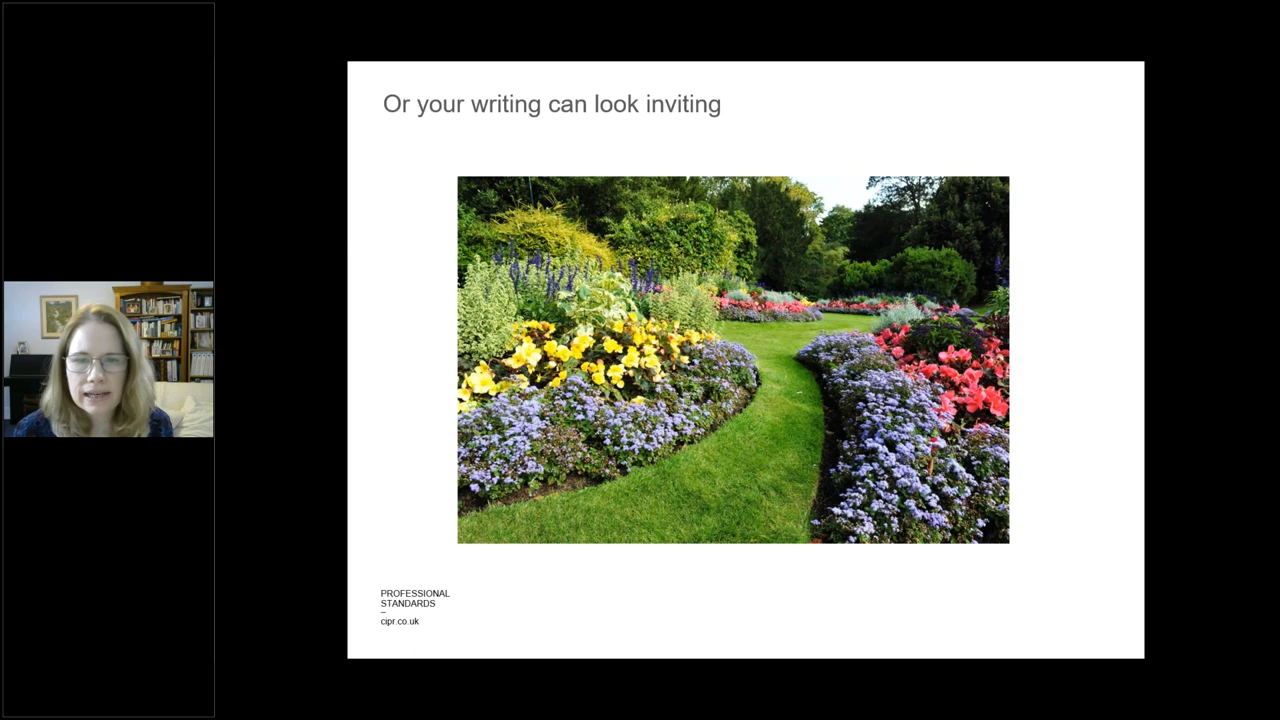 Or your writing can look inviting
PROFESSIONAL
STANDARDS
–
cipr.co.uk